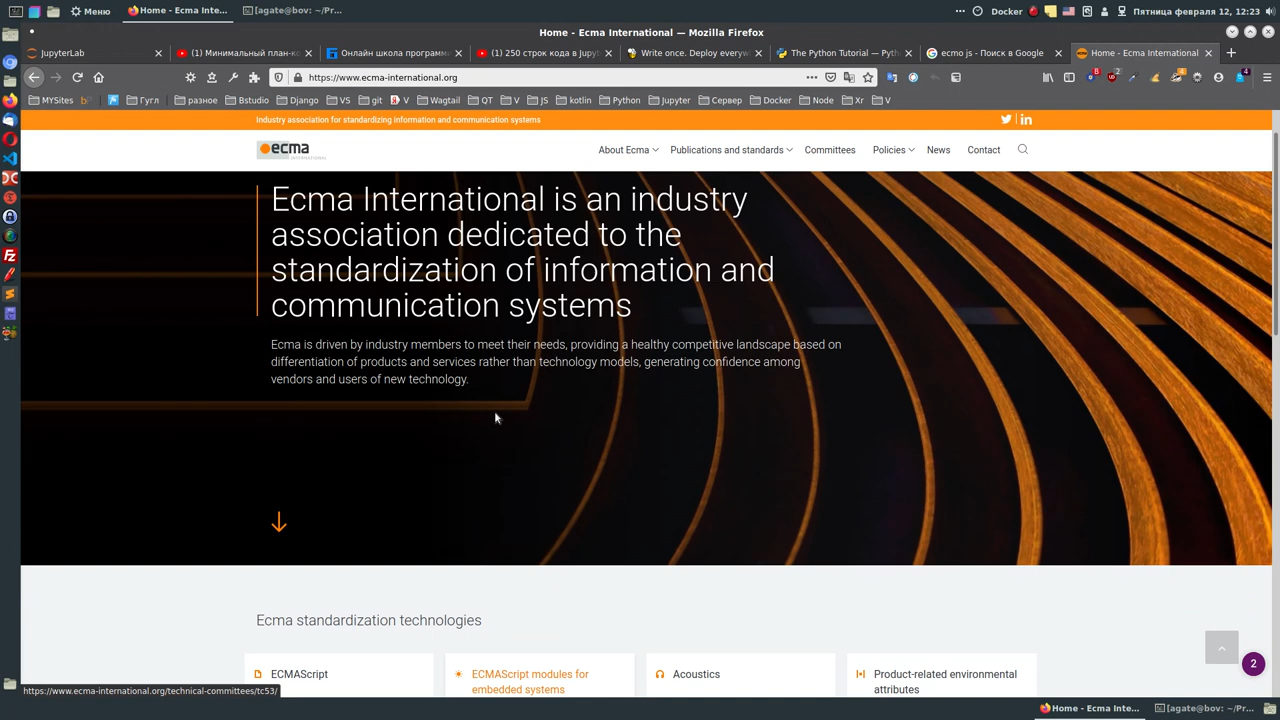 Меню
Home - Ecma Inte...
[agate@bov: ~/Pr...
Docker
Пятница февраля 12, 12:23
Home - Ecma International — Mozilla Firefox
JupyterLab
(1) Минимальный план-ко
Онлайн школа программа
(1) 250 строк кода в Jupyt
Write once. Deploy everyw
The Python Tutorial — Pyth
ecmo js - Поиск в Google
Home - Ecma International
https://www.ecma-international.org
MYSites
Гугл
разное
Bstudio
Django
VS
git
V
Wagtail
QT
V
JS
kotlin
Python
Jupyter
Сервер
Docker
Node
Xr
V
Industry association for standardizing information and communication systems
ecma
INTERNATIONAL
About Ecma
Publications and standards
Committees
Policies
News
Contact
Ecma International is an industry
association dedicated to the
standardization of information and
communication systems
Ecma is driven by industry members to meet their needs, providing a healthy competitive landscape based on
differentiation of products and services rather than technology models, generating confidence among
vendors and users of new technology.
Ecma standardization technologies
ECMAScript
ECMAScript modules for
embedded systems
Acoustics
Product-related environmental
attributes
2
https://www.ecma-international.org/technical-committees/tc53/
Home - Ecma Inte...
[agate@bov: ~/Pr...